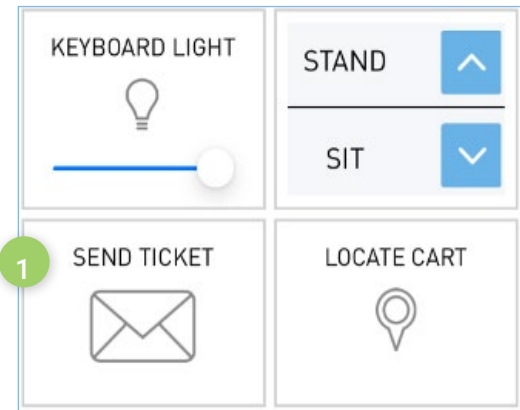 KEYBOARD LIGHT
STAND
SIT
1
SEND TICKET
LOCATE CART